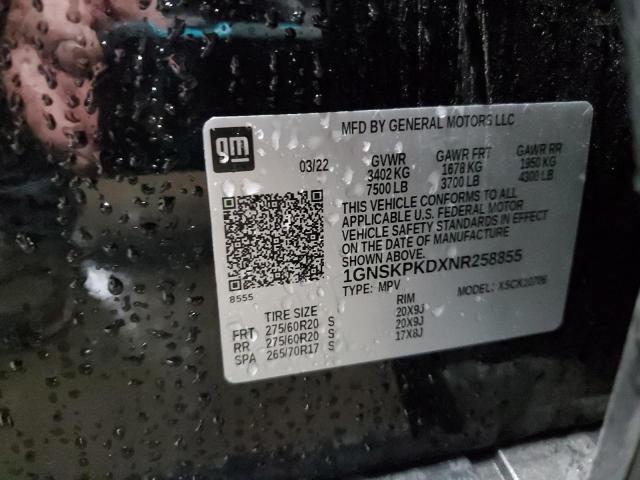 MFD BY GENERAL MOTORS LLC
gm
03/22 GVWR GAWR FRT GAWR RR
3402 KG 1678 KG 1950 KG
7500 LB 3700 LB 4300 LB
THIS VEHICLE CONFORMS TO ALL
APPLICABLE U.S. FEDERAL MOTOR
VEHICLE SAFETY STANDARDS IN EFFECT
ON THE DATE OF MANUFACTURE
SHOWN ABOVE.
1GNSKPKDXNR258855
TYPE: MPV MODEL:
8555
TIRE SIZE RIM
FRT 275/60R20 S 20X9J
RR 275/60R20 S 20X9J
SPA 265/70R17 S 17X8J